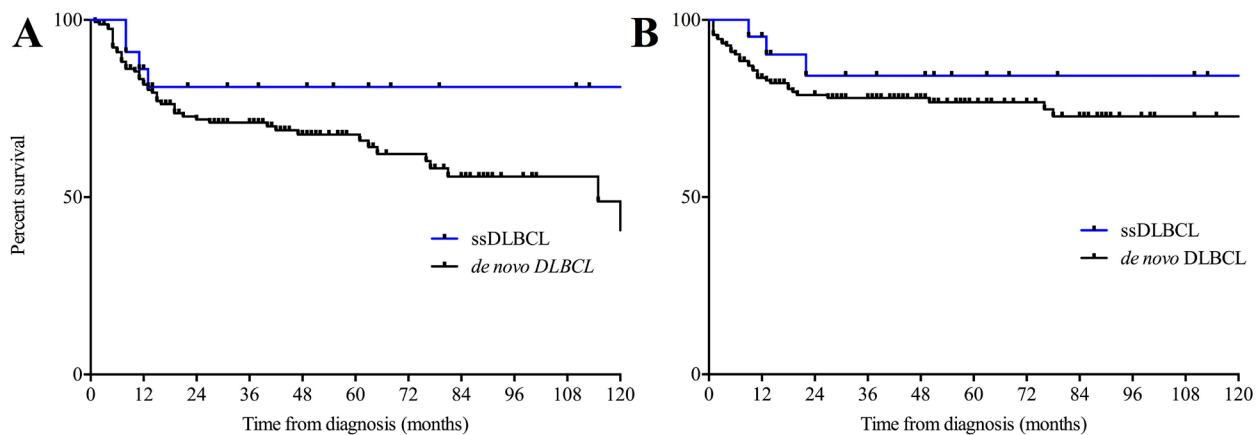 A
100
50
0
Percent survival
ssDLBCL
de novo DLBCL
0 12 24 36 48 60 72 84 96 108 120
Time from diagnosis (months)
B
100
50
0
ssDLBCL
de novo DLBCL
0 12 24 36 48 60 72 84 96 108 120
Time from diagnosis (months)